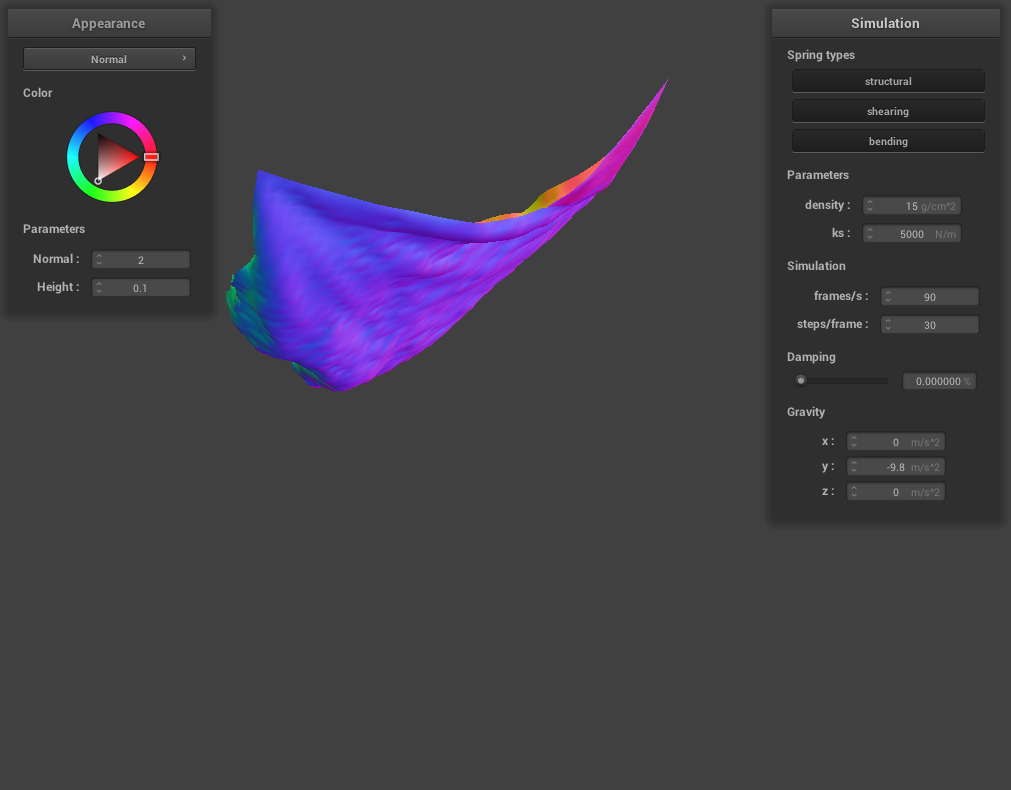 Appearance
Normal
Color
Parameters
Normal : 2
Height : 0.1
Simulation
Spring types
structural
shearing
bending
Parameters
density : 15 g/cm^2
ks : 5000 N/m
Simulation
frames/s : 90
steps/frame : 30
Damping
0.000000 %
Gravity
x : 0 m/s^2
y : -9.8 m/s^2
z : 0 m/s^2